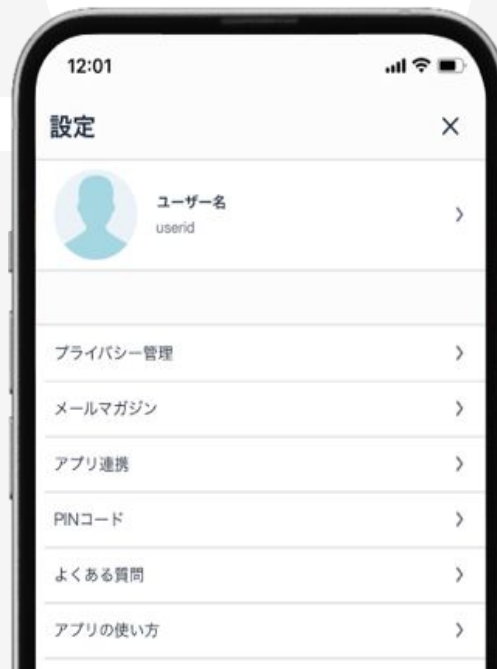 12:01
設定
ユーザー名
userid
プライバシー管理
メールマガジン
アプリ連携
PINコード
よくある質問
アプリの使い方